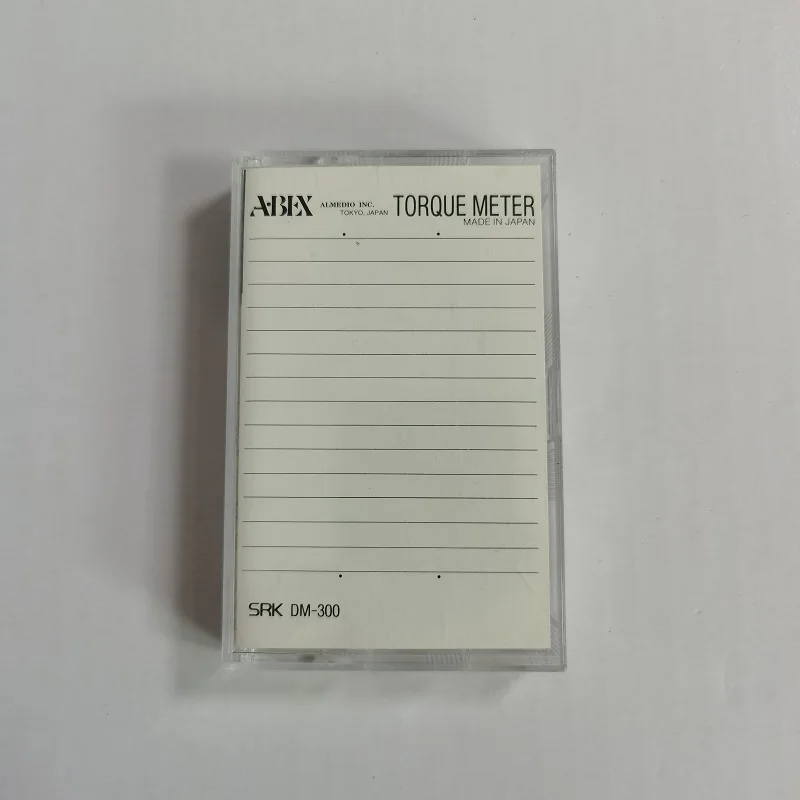 ABEX ALMEDIO INC. TORQUE METER
TOKYO, JAPAN
MADE IN JAPAN
SRK DM-300